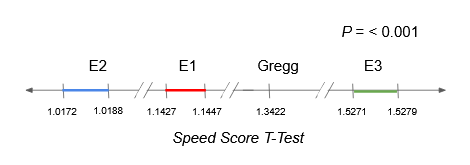 P = < 0.001
E2 E1 Gregg E3
1.0172 1.0188 1.1427 1.1447 1.3422 1.5271 1.5279
Speed Score T-Test